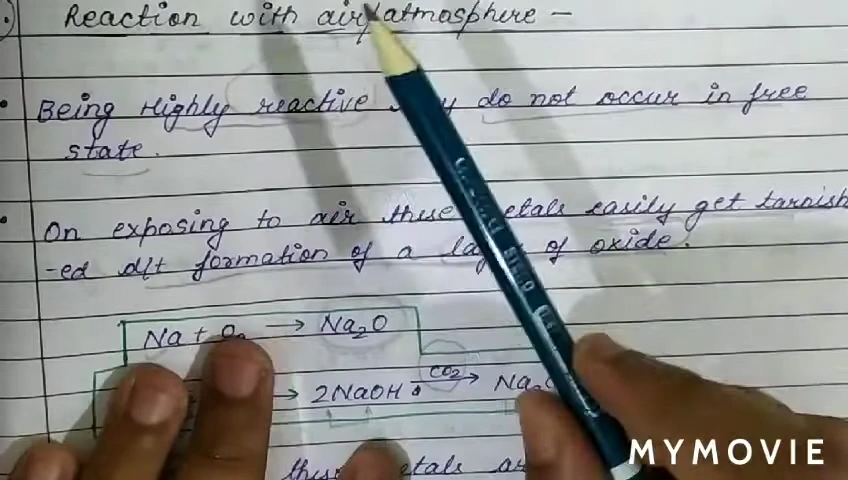 Reaction with air/atmosphere —
Being Highly reactive do not occur in free
state.
On exposing to air these etals easily get tarnish
-ed d/t formation of a la of oxide.
Na + O₂ → Na₂O
→ 2NaOH CO₂ → Na₂
these etals a
MYMOVIE